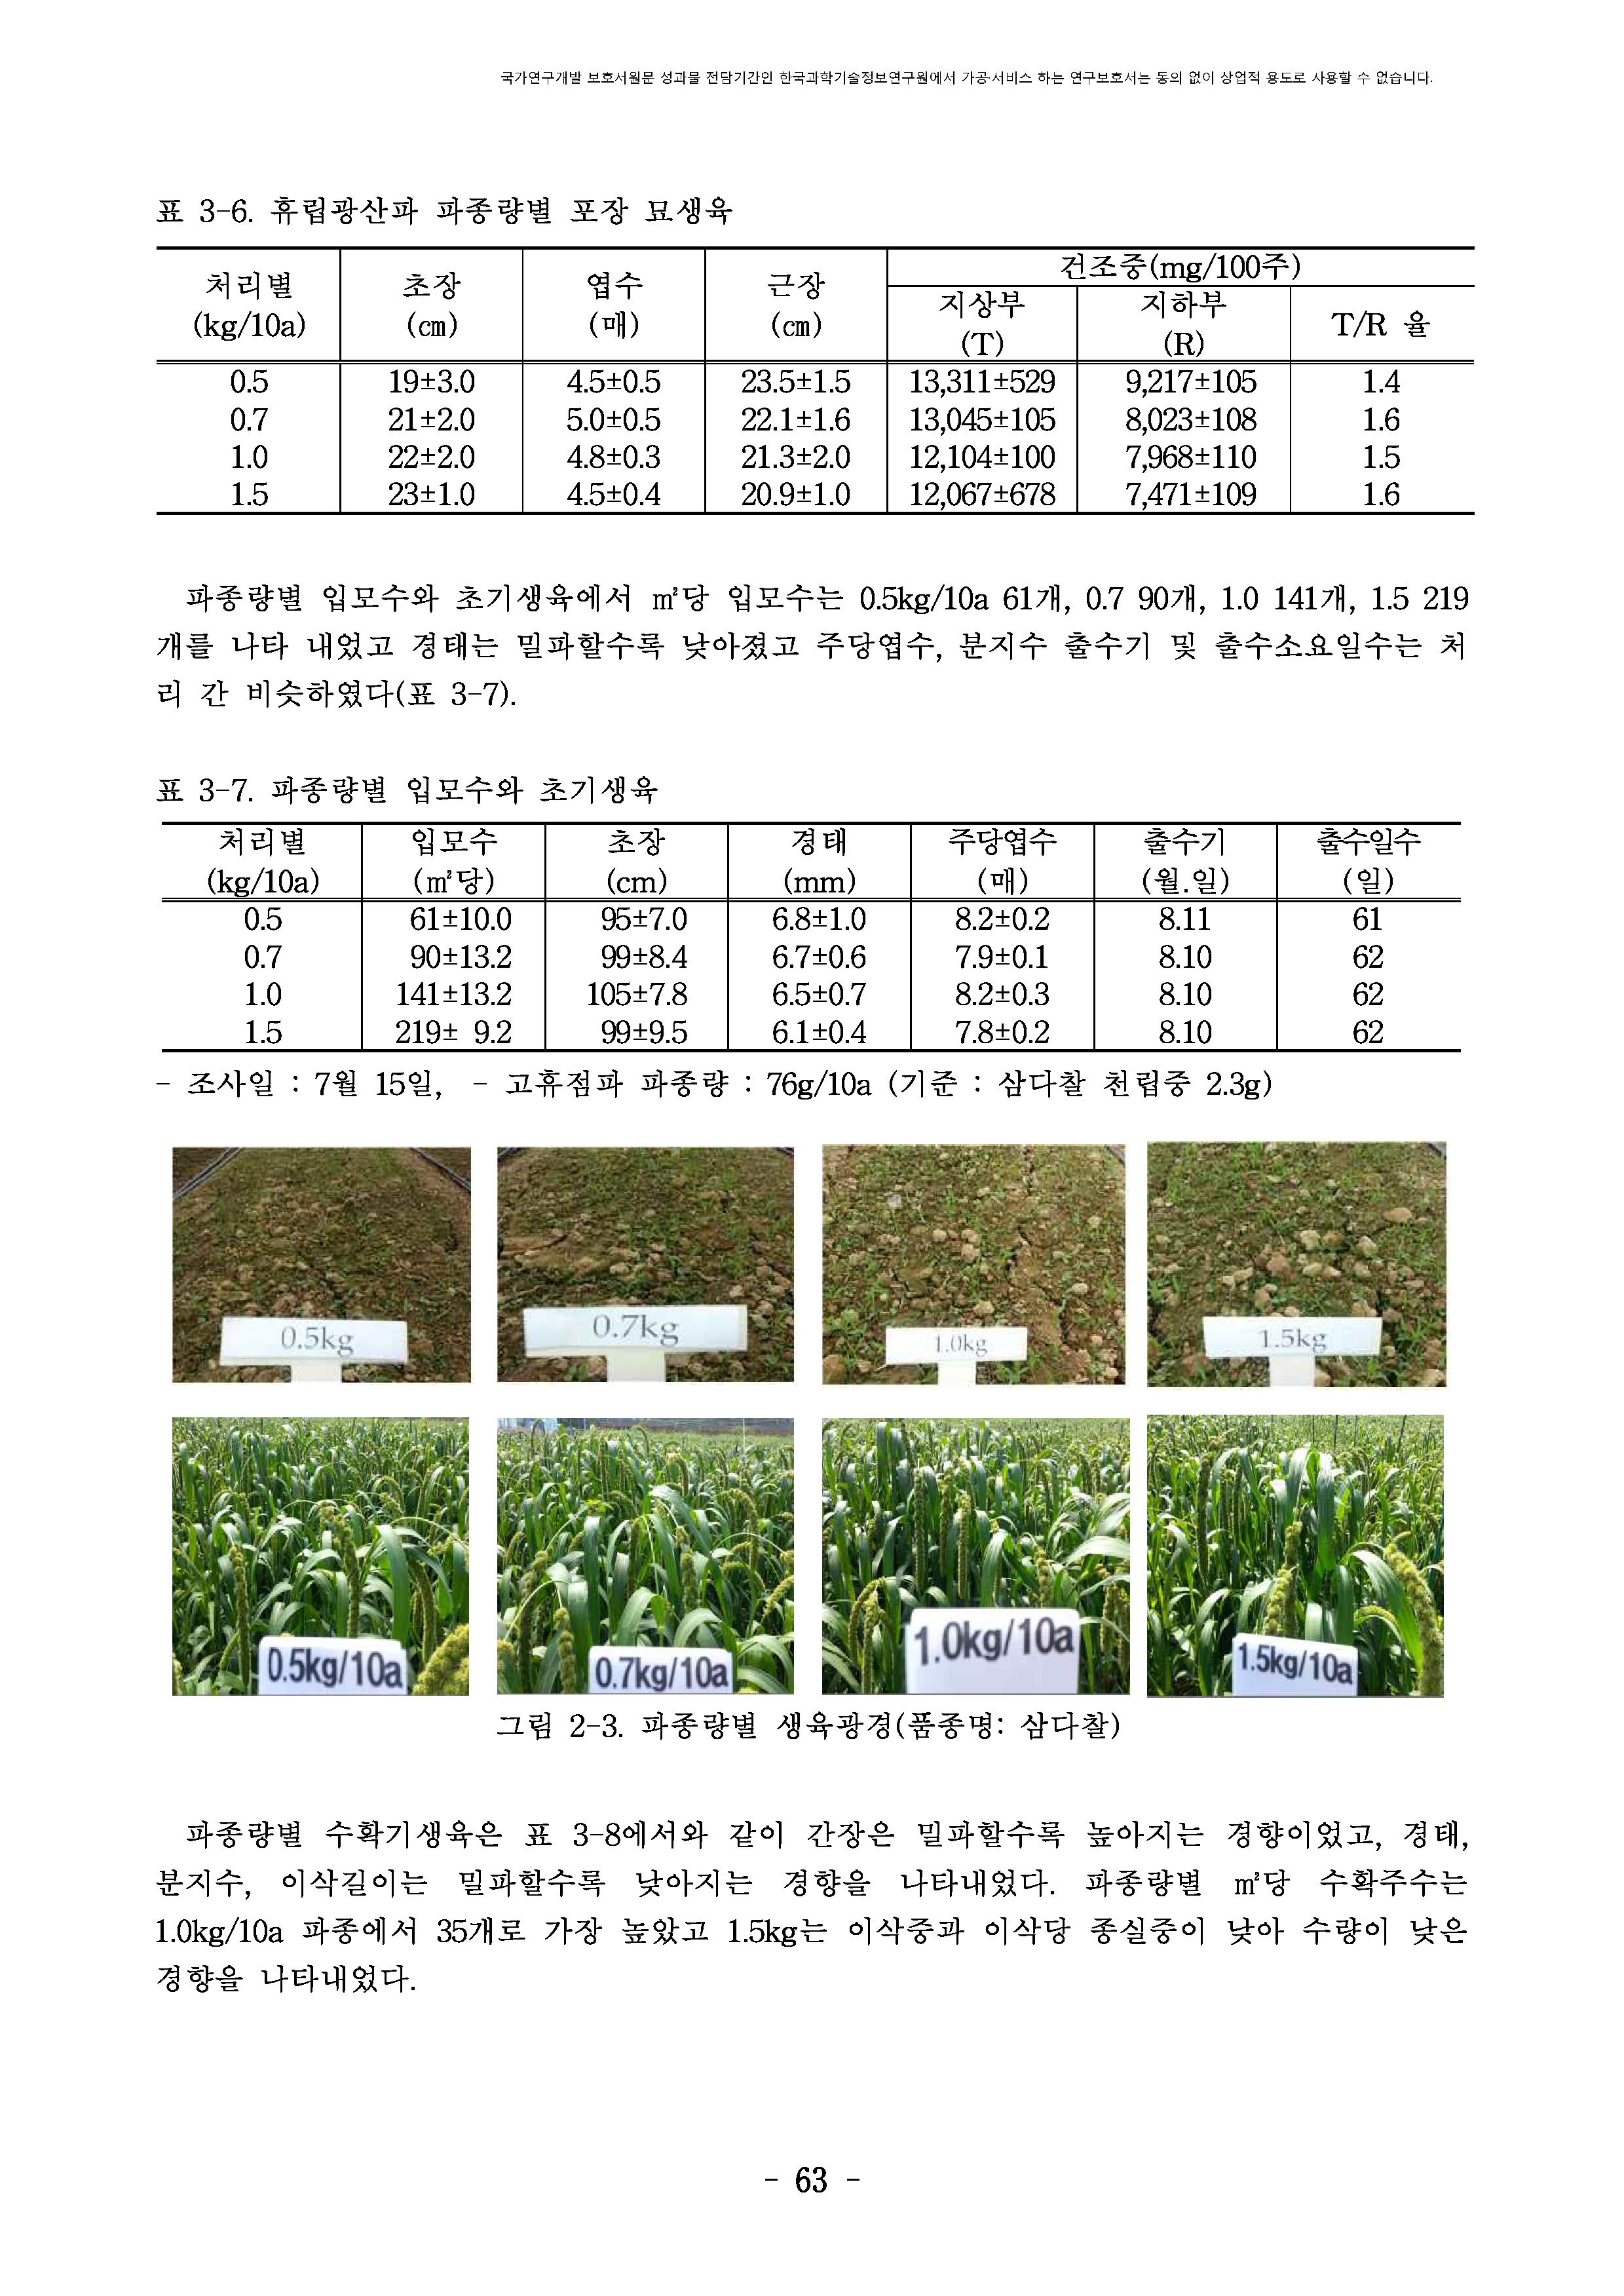 국가연구개발 보호서원문 성과물 전담기간인 한국과학기술정보연구원에서 가공·서비스 하는 연구보호서는 동의 없이 상업적 용도로 사용할 수 없습니다.
표 3-6. 휴립광산파 파종량별 포장 묘생육
처리별 초장 엽수 근장 건조중(mg/100주)
(kg/10a) (cm) (매) (cm) 지상부 (T) 지하부 (R) T/R 율
0.5 19±3.0 4.5±0.5 23.5±1.5 13,311±529 9,217±105 1.4
0.7 21±2.0 5.0±0.5 22.1±1.6 13,045±105 8,023±108 1.6
1.0 22±2.0 4.8±0.3 21.3±2.0 12,104±100 7,968±110 1.5
1.5 23±1.0 4.5±0.4 20.9±1.0 12,067±678 7,471±109 1.6
파종량별 입모수와 초기생육에서 ㎡당 입모수는 0.5kg/10a 61개, 0.7 90개, 1.0 141개, 1.5 219
개를 나타 내었고 경태는 밀파할수록 낮아졌고 주당엽수, 분지수 출수기 및 출수소요일수는 처
리 간 비슷하였다(표 3-7).
표 3-7. 파종량별 입모수와 초기생육
처리별 입모수 초장 경태 주당엽수 출수기 출수일수
(kg/10a) (㎡당) (cm) (mm) (매) (월.일) (일)
0.5 61±10.0 95±7.0 6.8±1.0 8.2±0.2 8.11 61
0.7 90±13.2 99±8.4 6.7±0.6 7.9±0.1 8.10 62
1.0 141±13.2 105±7.8 6.5±0.7 8.2±0.3 8.10 62
1.5 219± 9.2 99±9.5 6.1±0.4 7.8±0.2 8.10 62
- 조사일 : 7월 15일, - 고휴점파 파종량 : 76g/10a (기준 : 삼다찰 천립중 2.3g)
0.5kg 0.7kg 1.0kg 1.5kg
0.5kg/10a 0.7kg/10a 1.0kg/10a 1.5kg/10a
그림 2-3. 파종량별 생육광경(품종명: 삼다찰)
파종량별 수확기생육은 표 3-8에서와 같이 간장은 밀파할수록 높아지는 경향이었고, 경태,
분지수, 이삭길이는 밀파할수록 낮아지는 경향을 나타내었다. 파종량별 ㎡당 수확주수는
1.0kg/10a 파종에서 35개로 가장 높았고 1.5kg는 이삭중과 이삭당 종실중이 낮아 수량이 낮은
경향을 나타내었다.
- 63 -